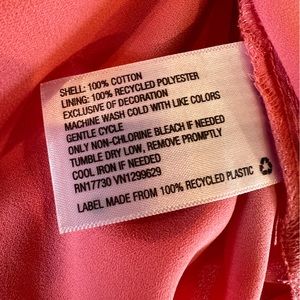 SHELL: 100% COTTON
LINING: 100% RECYCLED POLYESTER
EXCLUSIVE OF DECORATION
MACHINE WASH COLD WITH LIKE COLORS
GENTLE CYCLE
ONLY NON-CHLORINE BLEACH IF NEEDED
TUMBLE DRY LOW, REMOVE PROMPTLY
COOL IRON IF NEEDED
RN17730 VN1299629
LABEL MADE FROM 100% RECYCLED PLASTIC